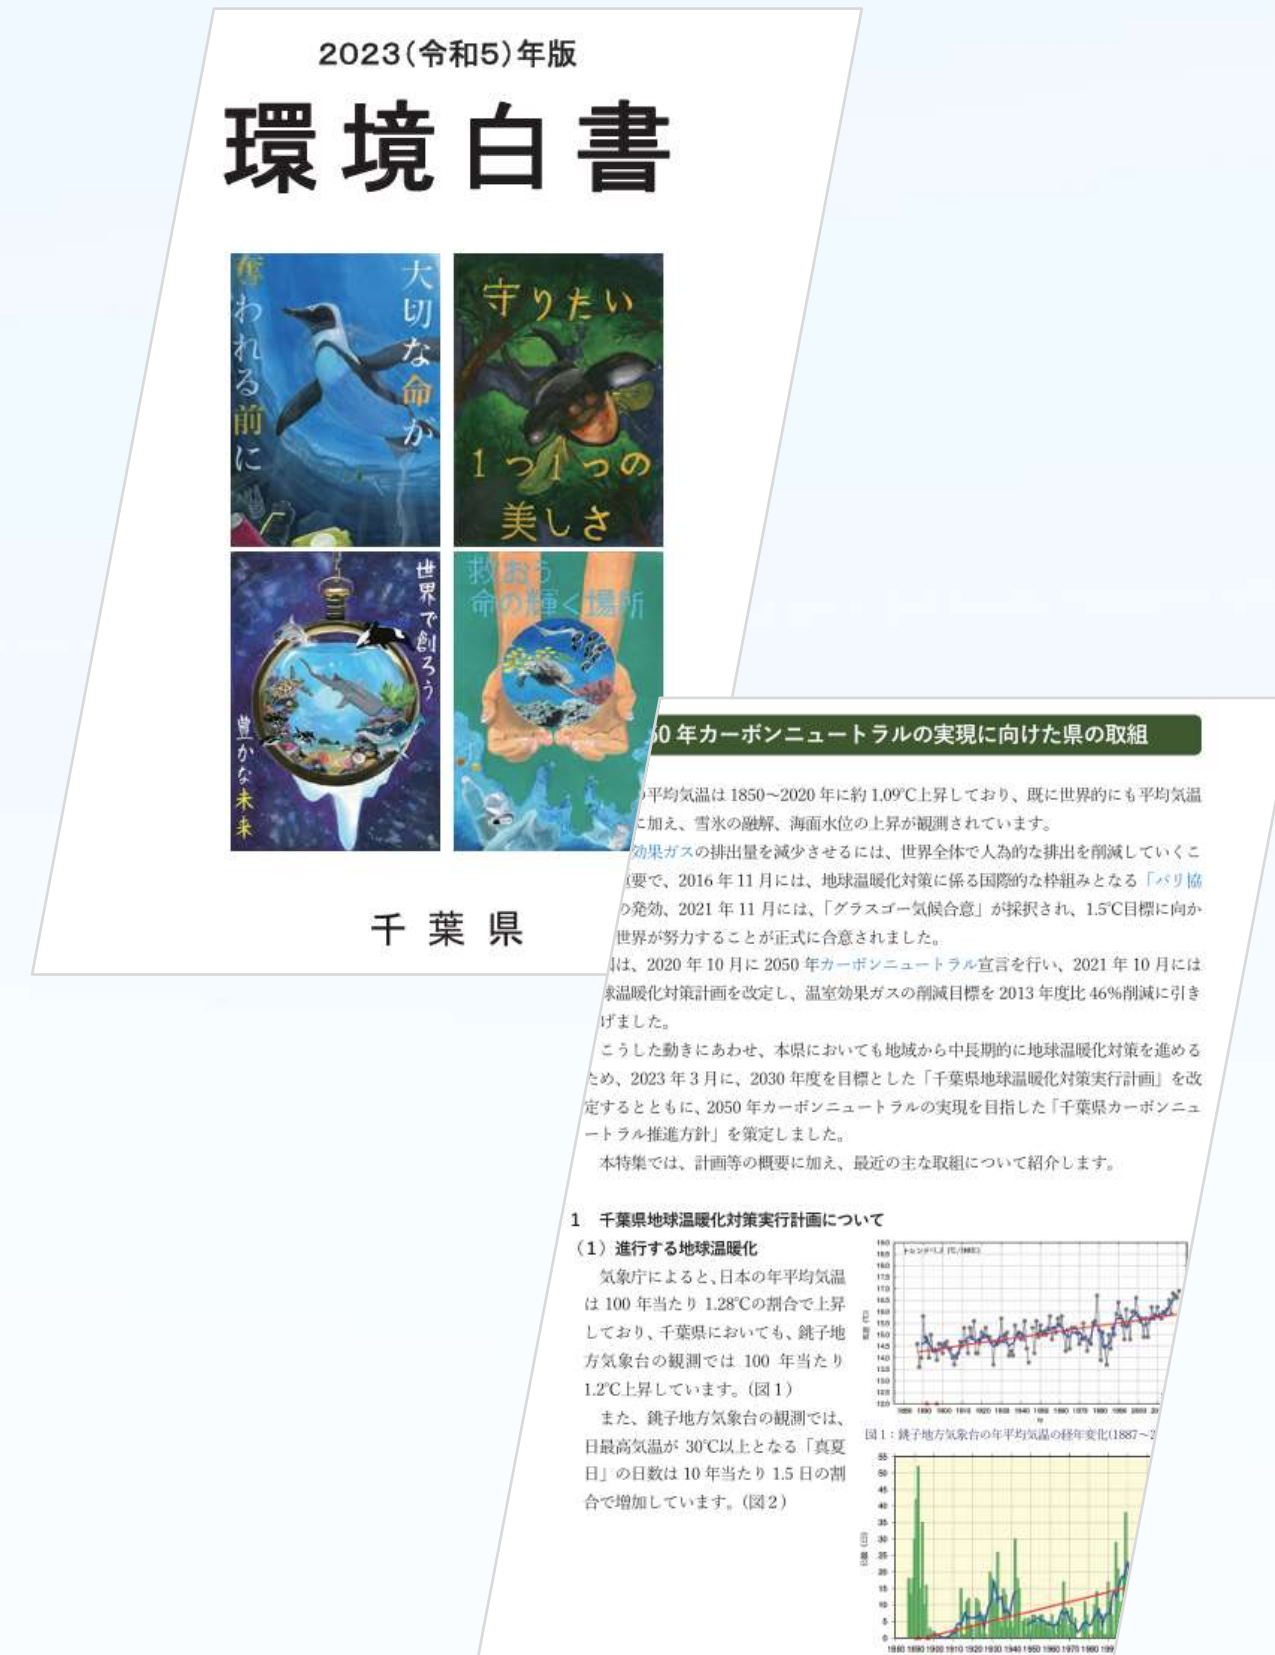 2023(令和5)年版
環境白書
大切な命が
奪われる前に
守りたい
1つ1つの
美しさ
世界で創ろう
豊かな未来
救おう
命の輝く場所
千葉県
50年カーボンニュートラルの実現に向けた県の取組
平均気温は1850〜2020年に約1.09℃上昇しており、既に世界的にも平均気温
に加え、雪氷の融解、海面水位の上昇が観測されています。
効果ガスの排出量を減少させるには、世界全体で人為的な排出を削減していくこ
要で、2016年11月には、地球温暖化対策に係る国際的な枠組みとなる「パリ協
の発効、2021年11月には、「グラスゴー気候合意」が採択され、1.5℃目標に向か
世界が努力することが正式に合意されました。
は、2020年10月に2050年カーボンニュートラル宣言を行い、2021年10月には
球温暖化対策計画を改定し、温室効果ガスの削減目標を2013年度比46%削減に引き
げました。
こうした動きにあわせ、本県においても地域から中長期的に地球温暖化対策を進める
ため、2023年3月に、2030年度を目標とした「千葉県地球温暖化対策実行計画」を改
定するとともに、2050年カーボンニュートラルの実現を目指した「千葉県カーボンニュ
ートラル推進方針」を策定しました。
本特集では、計画等の概要に加え、最近の主な取組について紹介します。
1 千葉県地球温暖化対策実行計画について
(1)進行する地球温暖化
気象庁によると、日本の年平均気温
は100年当たり1.28℃の割合で上昇
しており、千葉県においても、銚子地
方気象台の観測では100年当たり
1.2℃上昇しています。(図1)
また、銚子地方気象台の観測では、
日最高気温が30℃以上となる「真夏
日」の日数は10年当たり1.5日の割
合で増加しています。(図2)
図1:銚子地方気象台の年平均気温の経年変化(1887〜2
55
50
45
40
35
30
25
20
15
10
5
0
1880 1890 1900 1910 1920 1930 1940 1950 1960 1970 1980 199